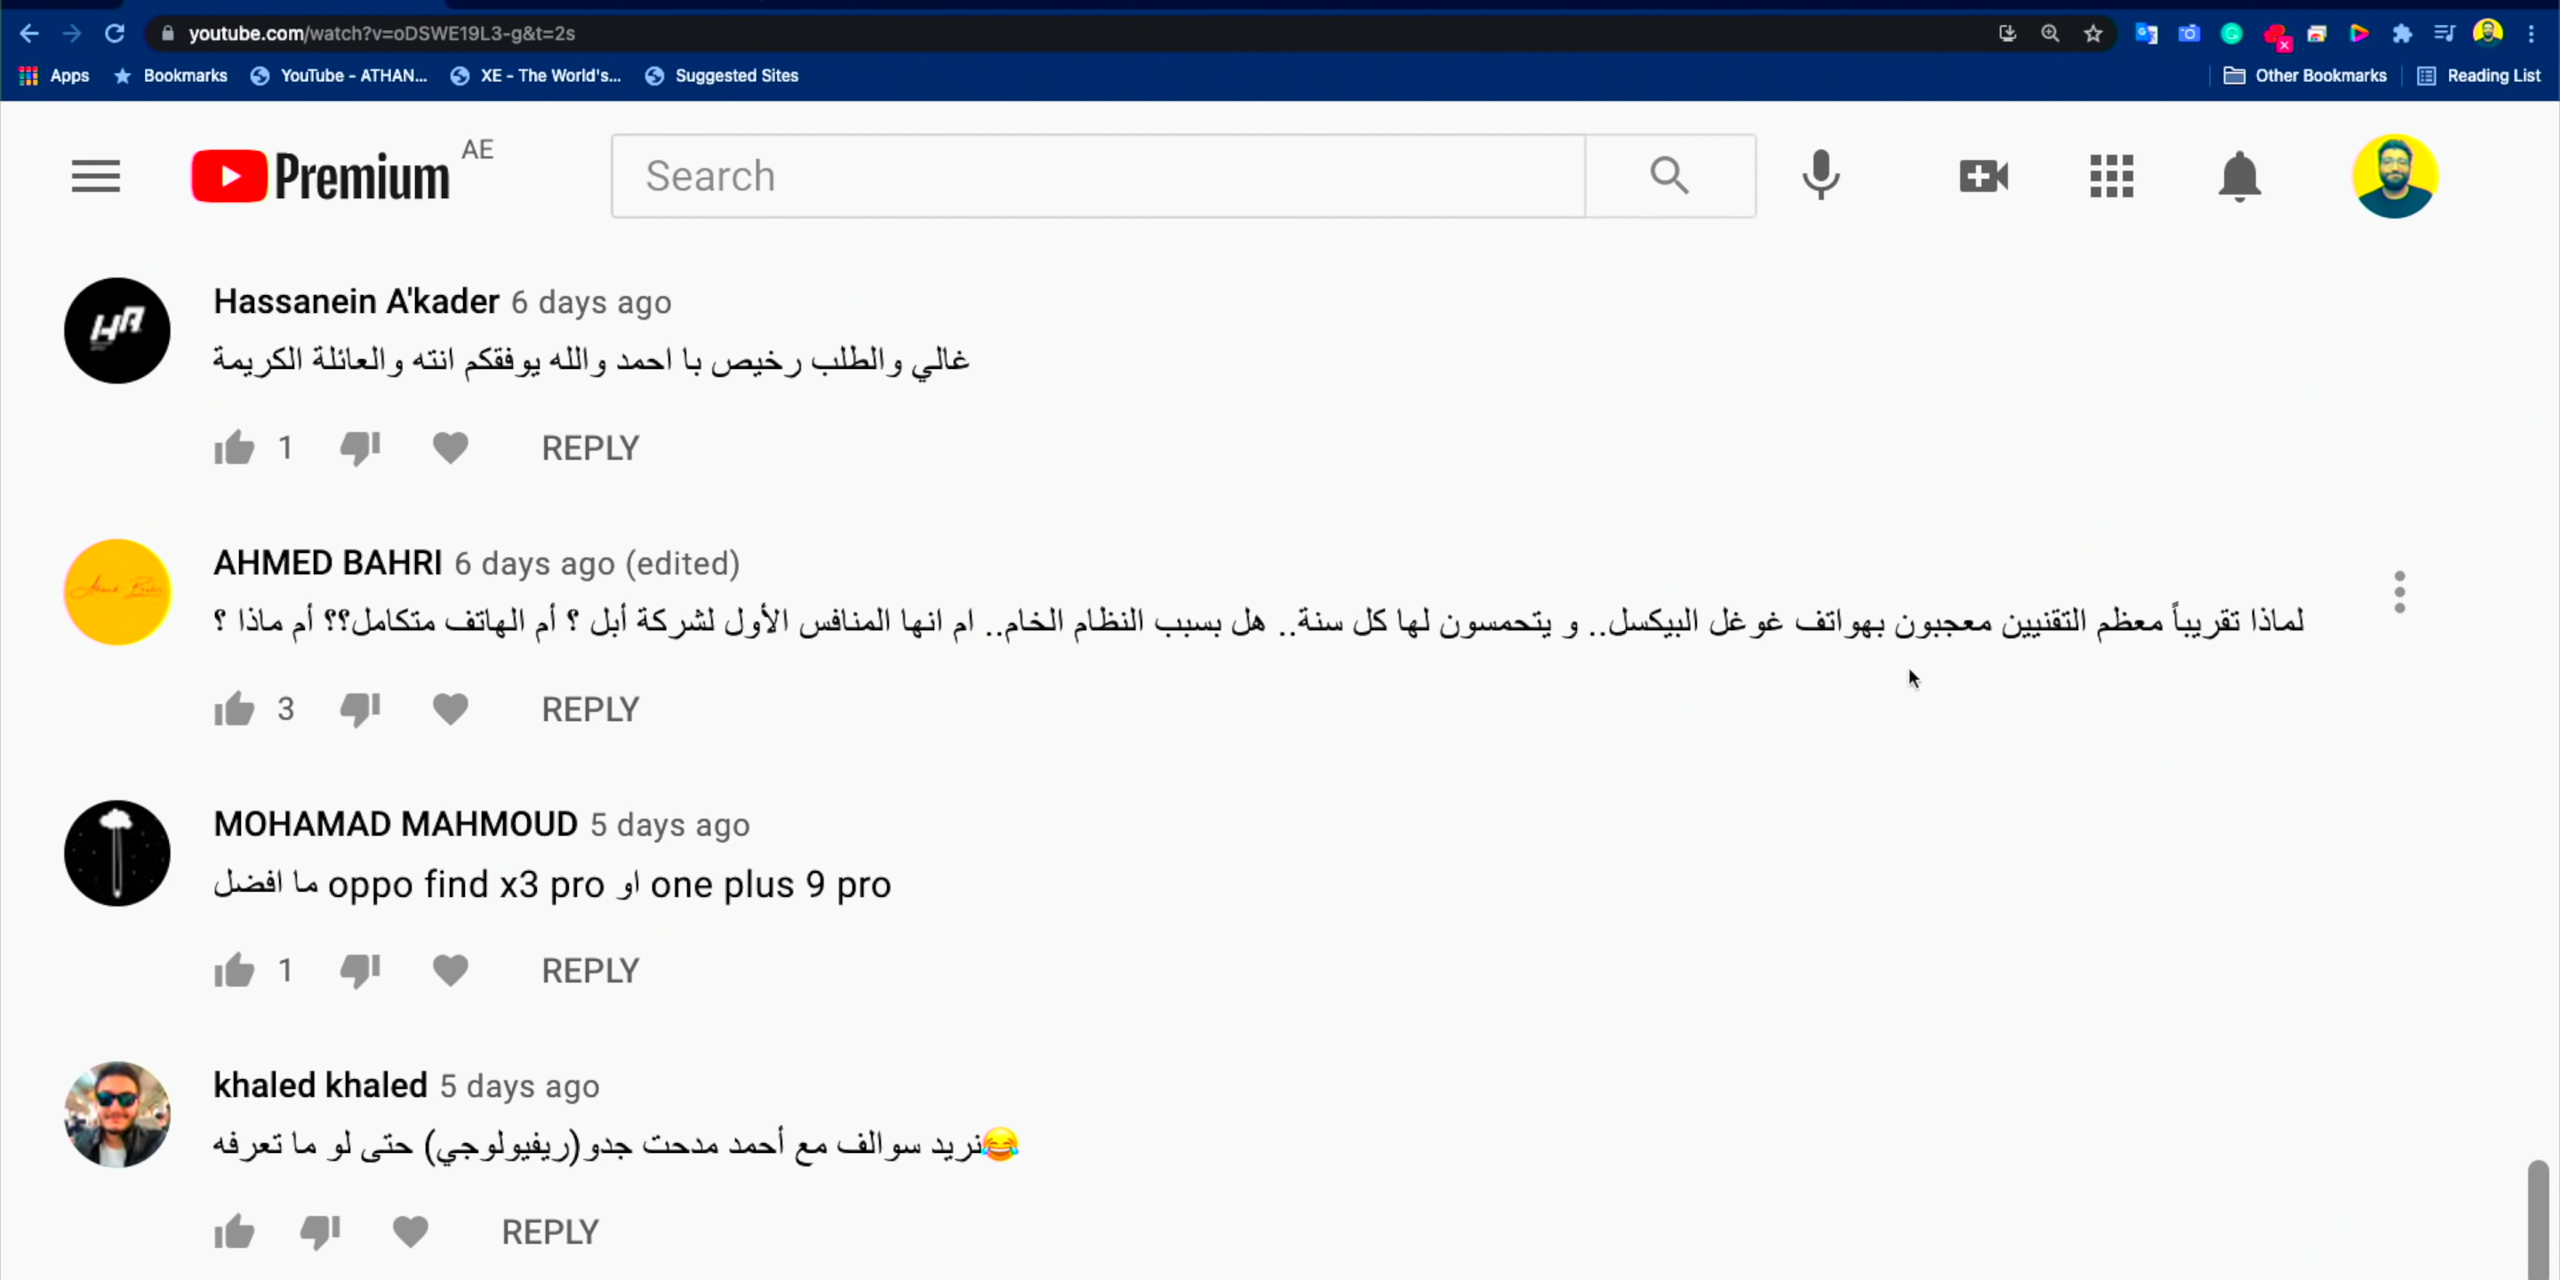 youtube.com/watch?v=oDSWE19L3-g&t=2s
Apps Bookmarks YouTube - ATHAN... XE - The World's... Suggested Sites Other Bookmarks Reading List
Premium AE
Search
Hassanein A'kader 6 days ago
غالي والطلب رخيص با احمد والله يوفقكم انته والعائلة الكريمة
1 REPLY
AHMED BAHRI 6 days ago (edited)
لماذا تقريباً معظم التقنيين معجبون بهواتف غوغل البيكسل.. و يتحمسون لها كل سنة.. هل بسبب النظام الخام.. ام انها المنافس الأول لشركة أبل ؟ أم الهاتف متكامل؟؟ أم ماذا ؟
3 REPLY
MOHAMAD MAHMOUD 5 days ago
ما افضل oppo find x3 pro او one plus 9 pro
1 REPLY
khaled khaled 5 days ago
😂نريد سوالف مع أحمد مدحت جدو(ريفيولوجي) حتى لو ما تعرفه
REPLY